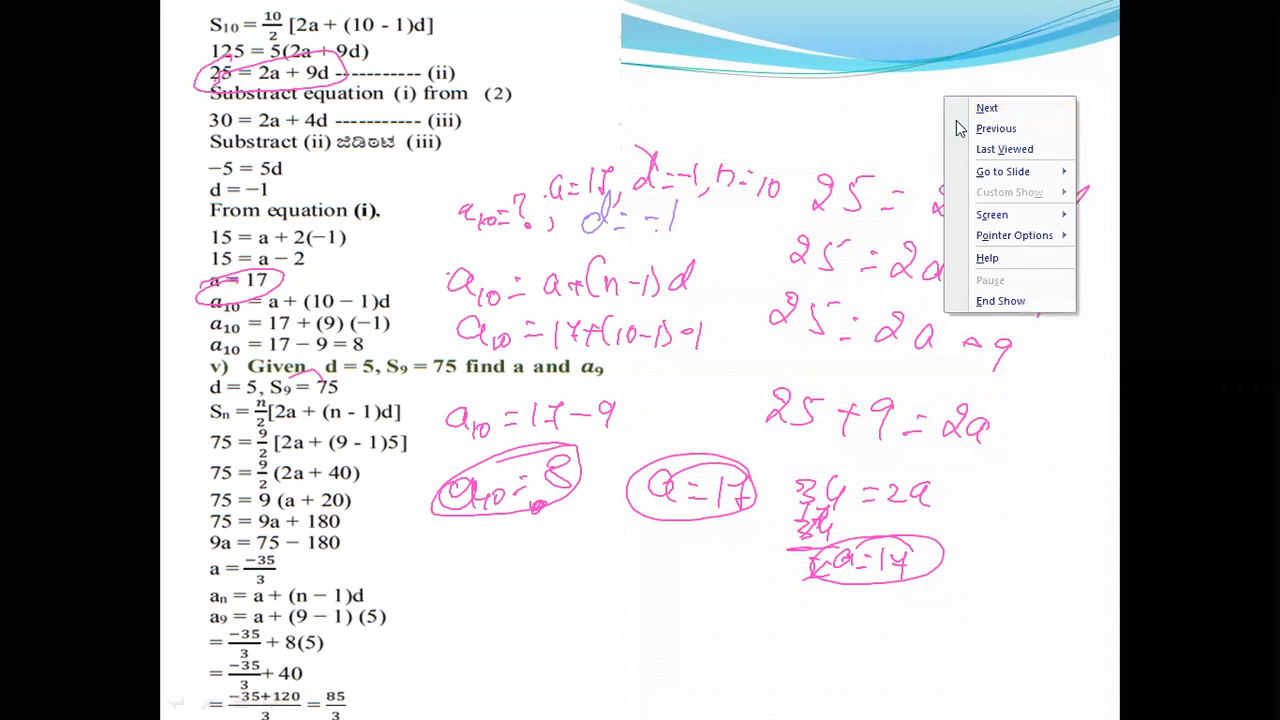 S₁₀ = 10/2 [2a + (10 - 1)d]
125 = 5(2a + 9d)
25 = 2a + 9d ---------- (ii)
Substract equation (i) from (2)
30 = 2a + 4d ---------- (iii)
Substract (ii) ಜಿಡಿಂಟ (iii)
−5 = 5d
d = −1
From equation (i).
15 = a + 2(−1)
15 = a − 2
a = 17
a₁₀ = a + (10 − 1)d
a₁₀ = 17 + (9) (−1)
a₁₀ = 17 − 9 = 8
v) Given d = 5, S₉ = 75 find a and a₉
d = 5, S₉ = 75
Sₙ = n/2[2a + (n - 1)d]
75 = 9/2 [2a + (9 - 1)5]
75 = 9/2 (2a + 40)
75 = 9 (a + 20)
75 = 9a + 180
9a = 75 − 180
a = −35/3
aₙ = a + (n − 1)d
a₉ = a + (9 − 1) (5)
= −35/3 + 8(5)
= −35/3 + 40
= −35+120/3 = 85/3
a=17, d=-1, n=10
a₁₀=?, d=-1
a₁₀ = a+(n-1)d
a₁₀ = 17+(10-1)-1
a₁₀ = 17-9
a₁₀ = 8
a=17
25 =
25 = 2a
25 = 2a - 9
25 + 9 = 2a
34 = 2a
a=17
Next
Previous
Last Viewed
Go to Slide
Custom Show
Screen
Pointer Options
Help
Pause
End Show